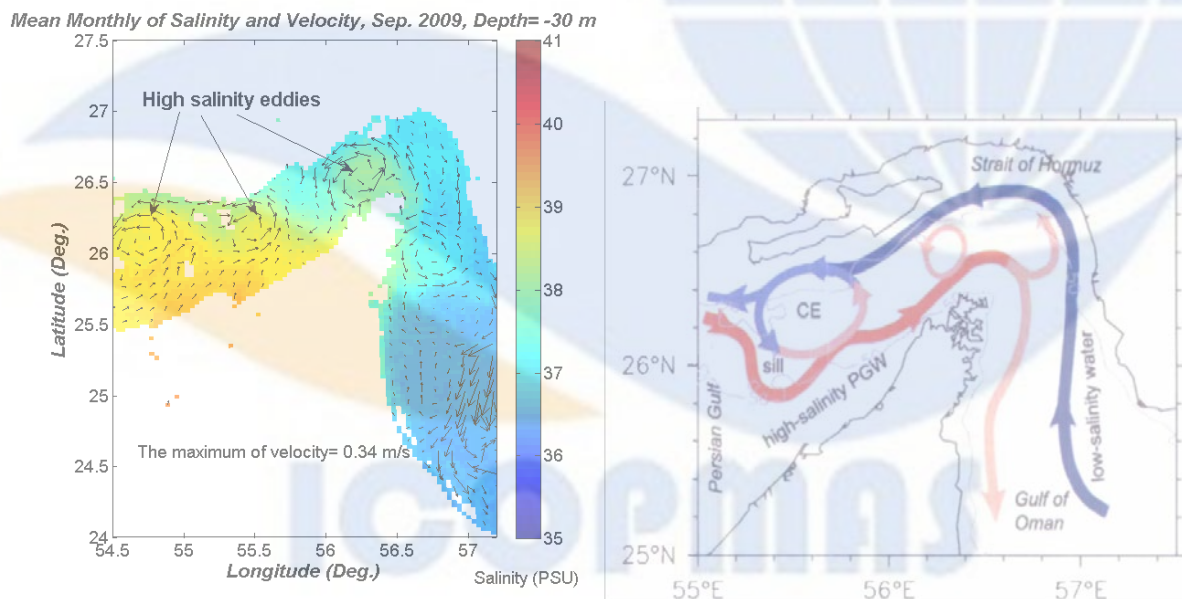 Mean Monthly of Salinity and Velocity, Sep. 2009, Depth= -30 m
27.5
27
26.5
26
25.5
25
24.5
24
Latitude (Deg.)
High salinity eddies
The maximum of velocity= 0.34 m/s
54.5
55
55.5
56
56.5
57
Longitude (Deg.)
41
40
39
38
37
36
35
Salinity (PSU)
27°N
26°N
25°N
55°E
56°E
57°E
Strait of Hormuz
CE
sill
high-salinity PGW
Persian Gulf
low-salinity water
Gulf of
Oman
ICOPMAS